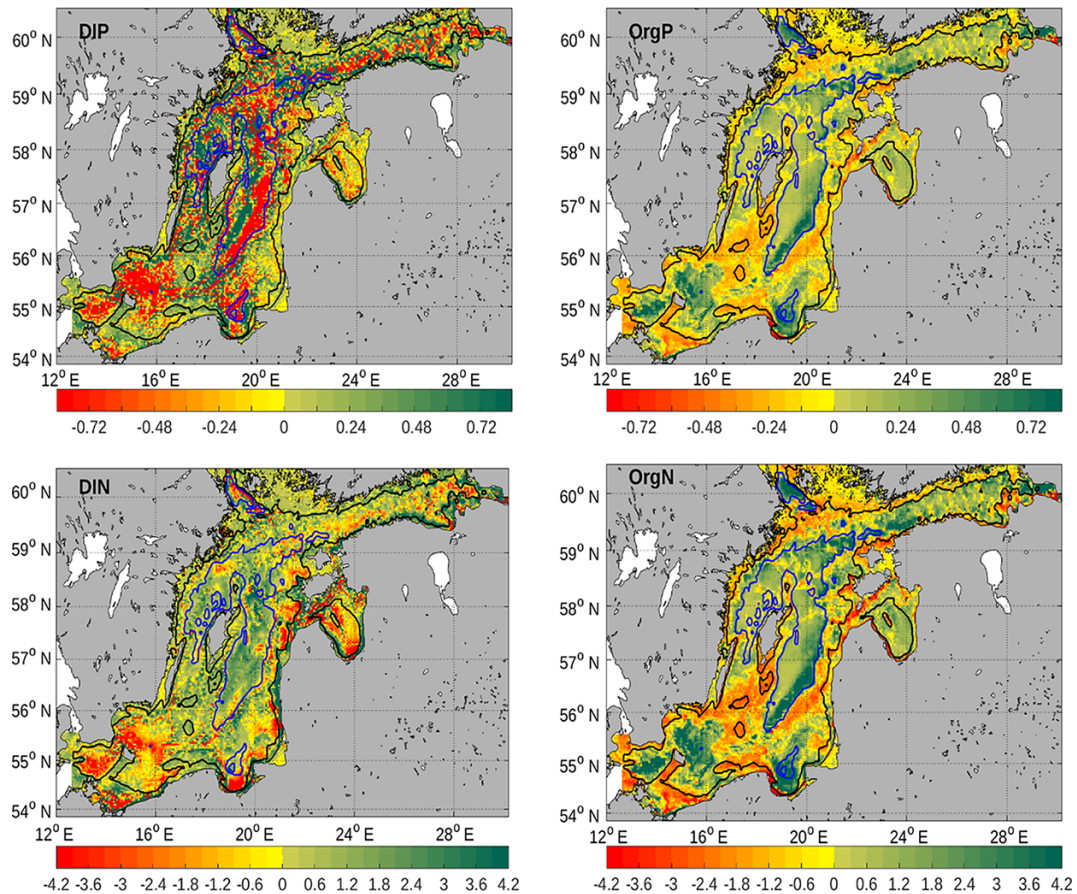 DIP
60° N
59° N
58° N
57° N
56° N
55° N
54° N
12° E 16° E 20° E 24° E 28° E
-0.72 -0.48 -0.24 0 0.24 0.48 0.72
OrgP
60° N
59° N
58° N
57° N
56° N
55° N
54° N
12° E 16° E 20° E 24° E 28° E
-0.72 -0.48 -0.24 0 0.24 0.48 0.72
DIN
60° N
59° N
58° N
57° N
56° N
55° N
54° N
12° E 16° E 20° E 24° E 28° E
-4.2 -3.6 -3 -2.4 -1.8 -1.2 -0.6 0 0.6 1.2 1.8 2.4 3 3.6 4.2
OrgN
60° N
59° N
58° N
57° N
56° N
55° N
54° N
12° E 16° E 20° E 24° E 28° E
-4.2 -3.6 -3 -2.4 -1.8 -1.2 -0.6 0 0.6 1.2 1.8 2.4 3 3.6 4.2